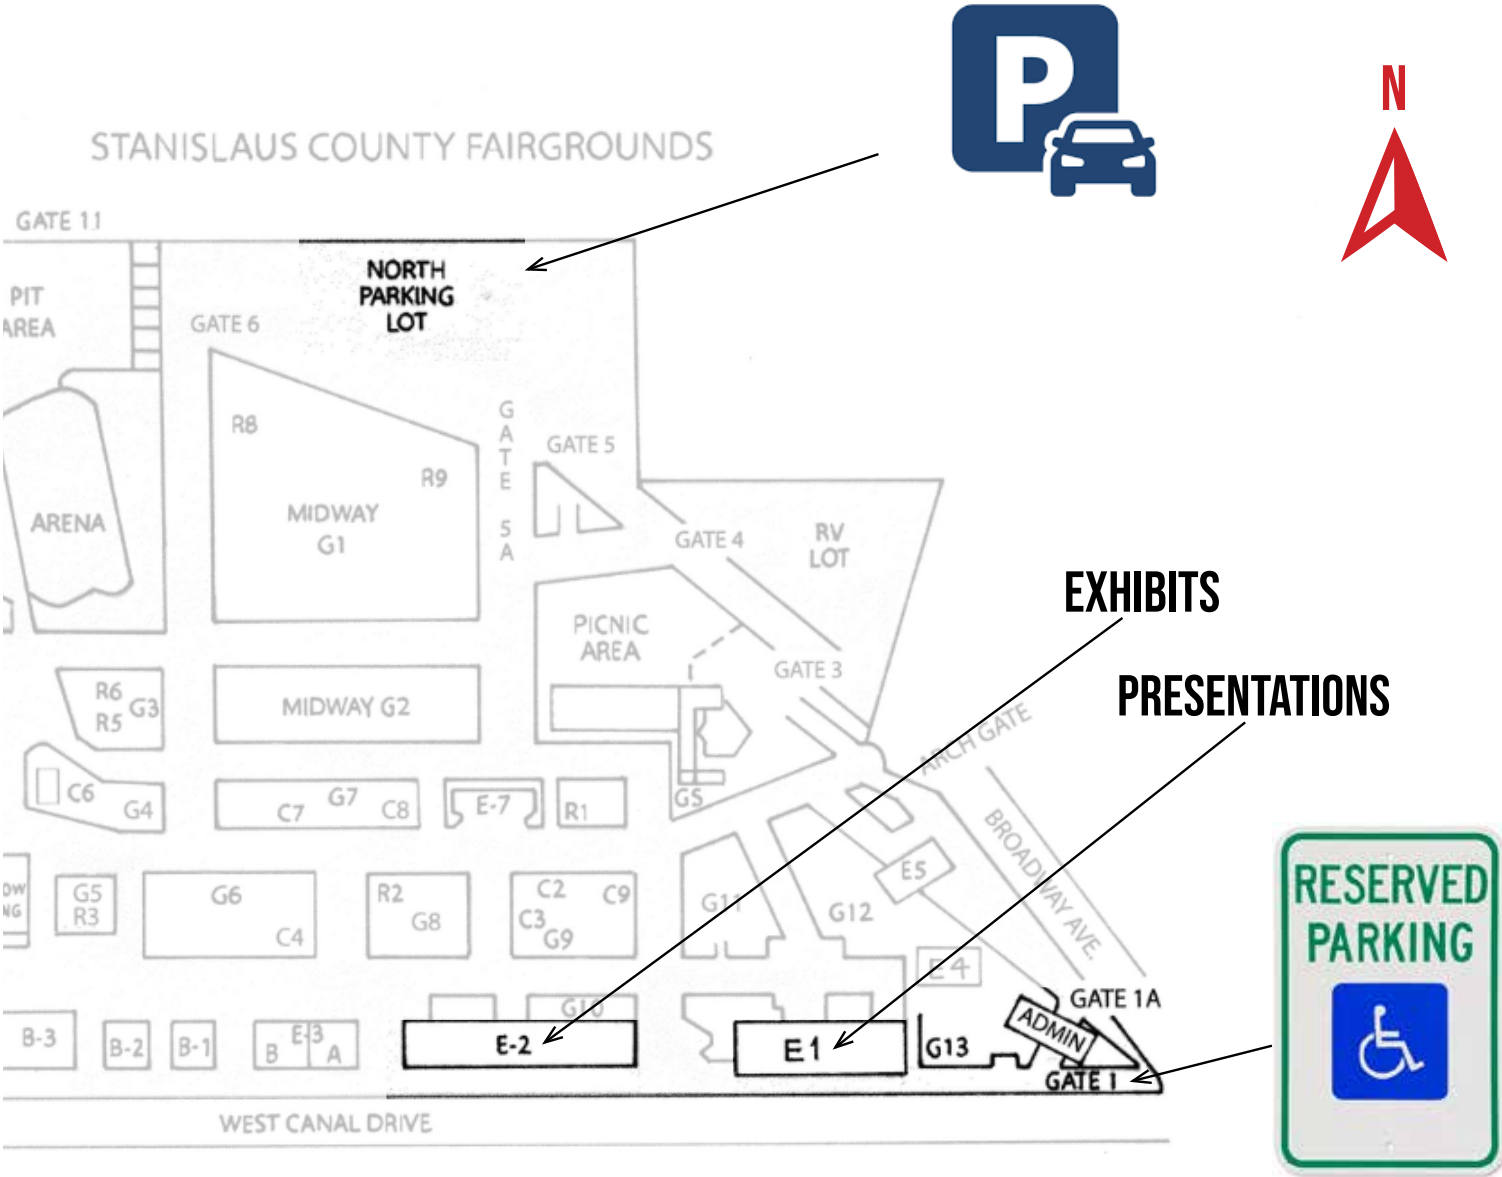 P
N
STANISLAUS COUNTY FAIRGROUNDS
GATE 11
NORTH
PARKING
LOT
PIT
AREA
GATE 6
R8
GATE 5A
GATE 5
R9
ARENA
MIDWAY
G1
GATE 4
RV
LOT
EXHIBITS
PICNIC
AREA
GATE 3
PRESENTATIONS
R6
R5
G3
MIDWAY G2
ARCH GATE
C6
G4
C7
G7
C8
E-7
R1
GS
BROADWAY AVE.
E5
RESERVED
PARKING
OW
NG
G5
R3
G6
C4
R2
G8
C2
C9
C3
G9
G11
G12
E4
GATE 1A
G10
ADMIN
B-3
B-2
B-1
E-3
B
A
E-2
E1
G13
GATE 1
WEST CANAL DRIVE